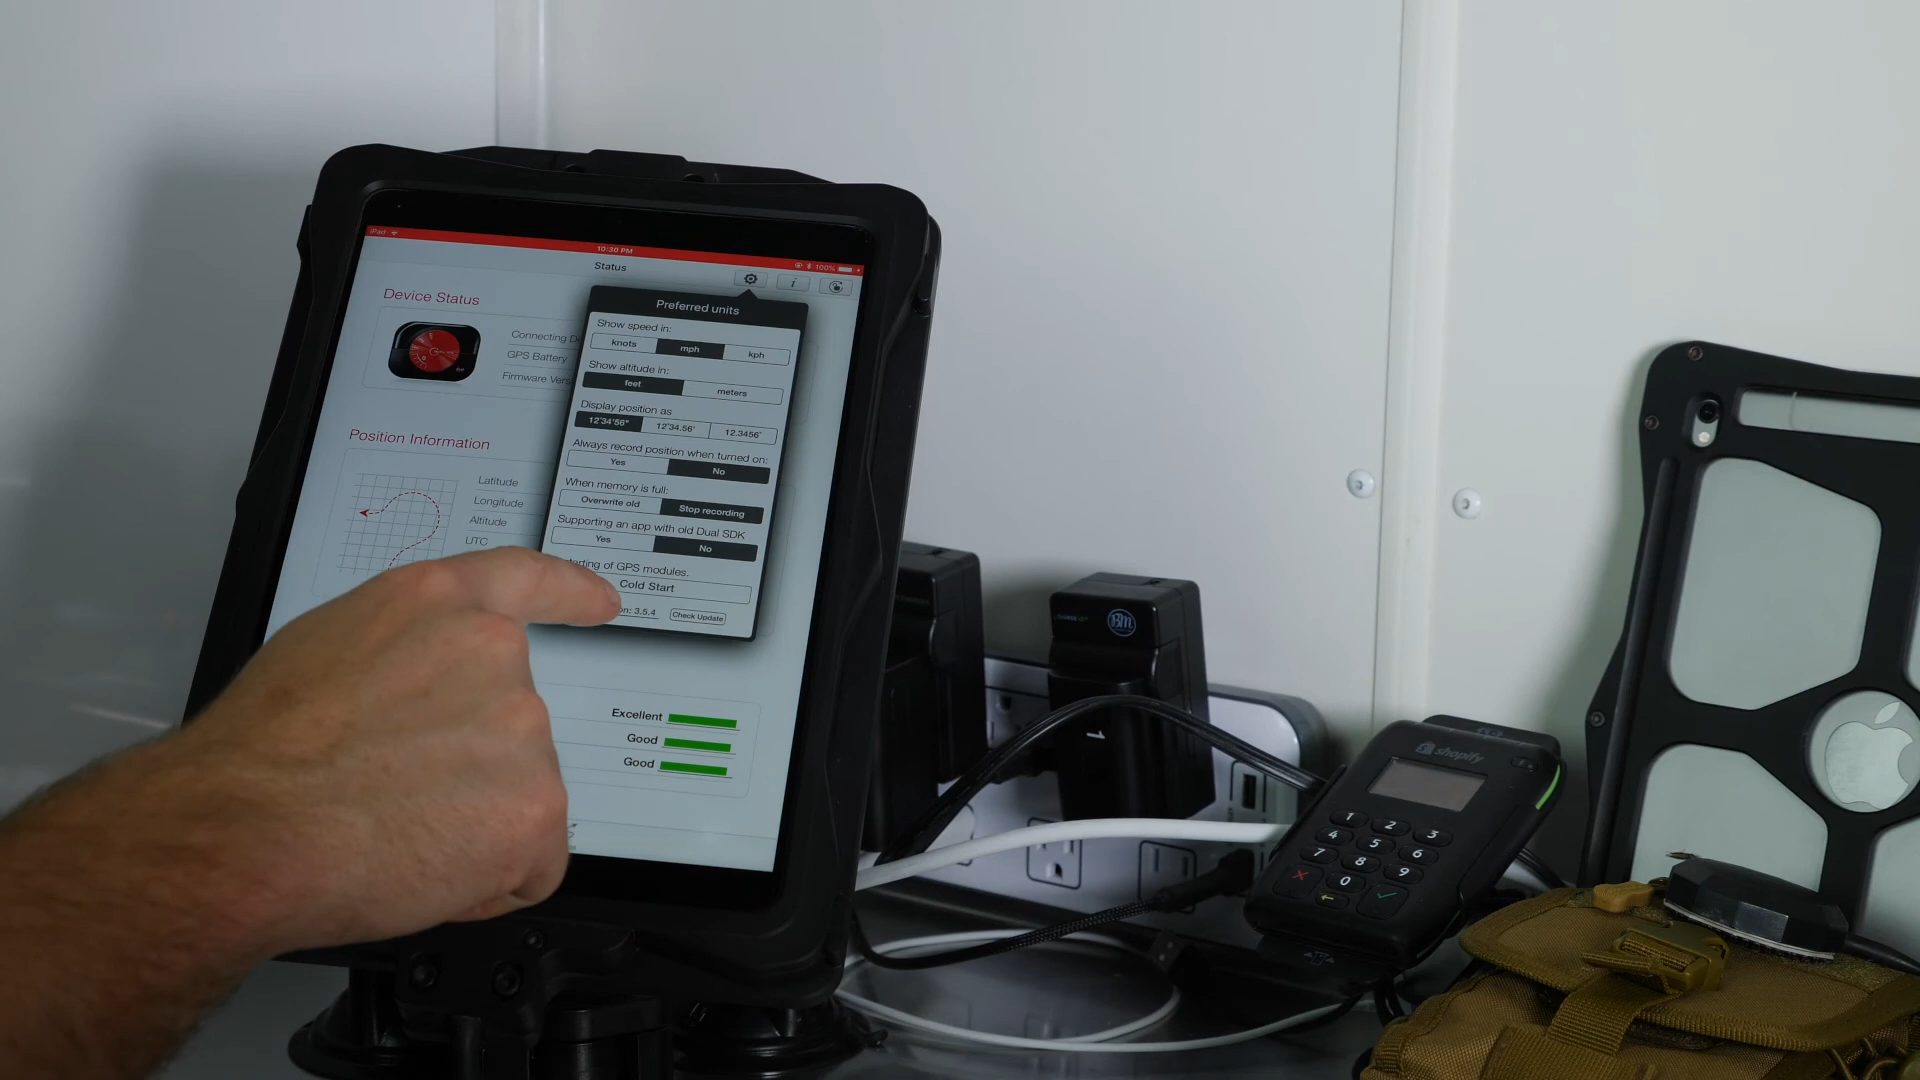 iPad
10:30 PM
100%
Status
Device Status
Preferred units
Show speed in:
knots mph kph
Connecting
GPS Battery
Firmware
Show altitude in:
feet meters
Display position as
12°34'56" 12°34.56' 12.3456°
Position Information
Always record position when turned on:
Yes No
Latitude
Longitude
Altitude
UTC
When memory is full:
Overwrite old Stop recording
Supporting an app with old Dual SDK
Yes No
of GPS modules.
Cold Start
3.5.4 Check Update
Excellent
Good
Good
BM
1
shopify
1 2 3
4 5 6
7 8 9
0